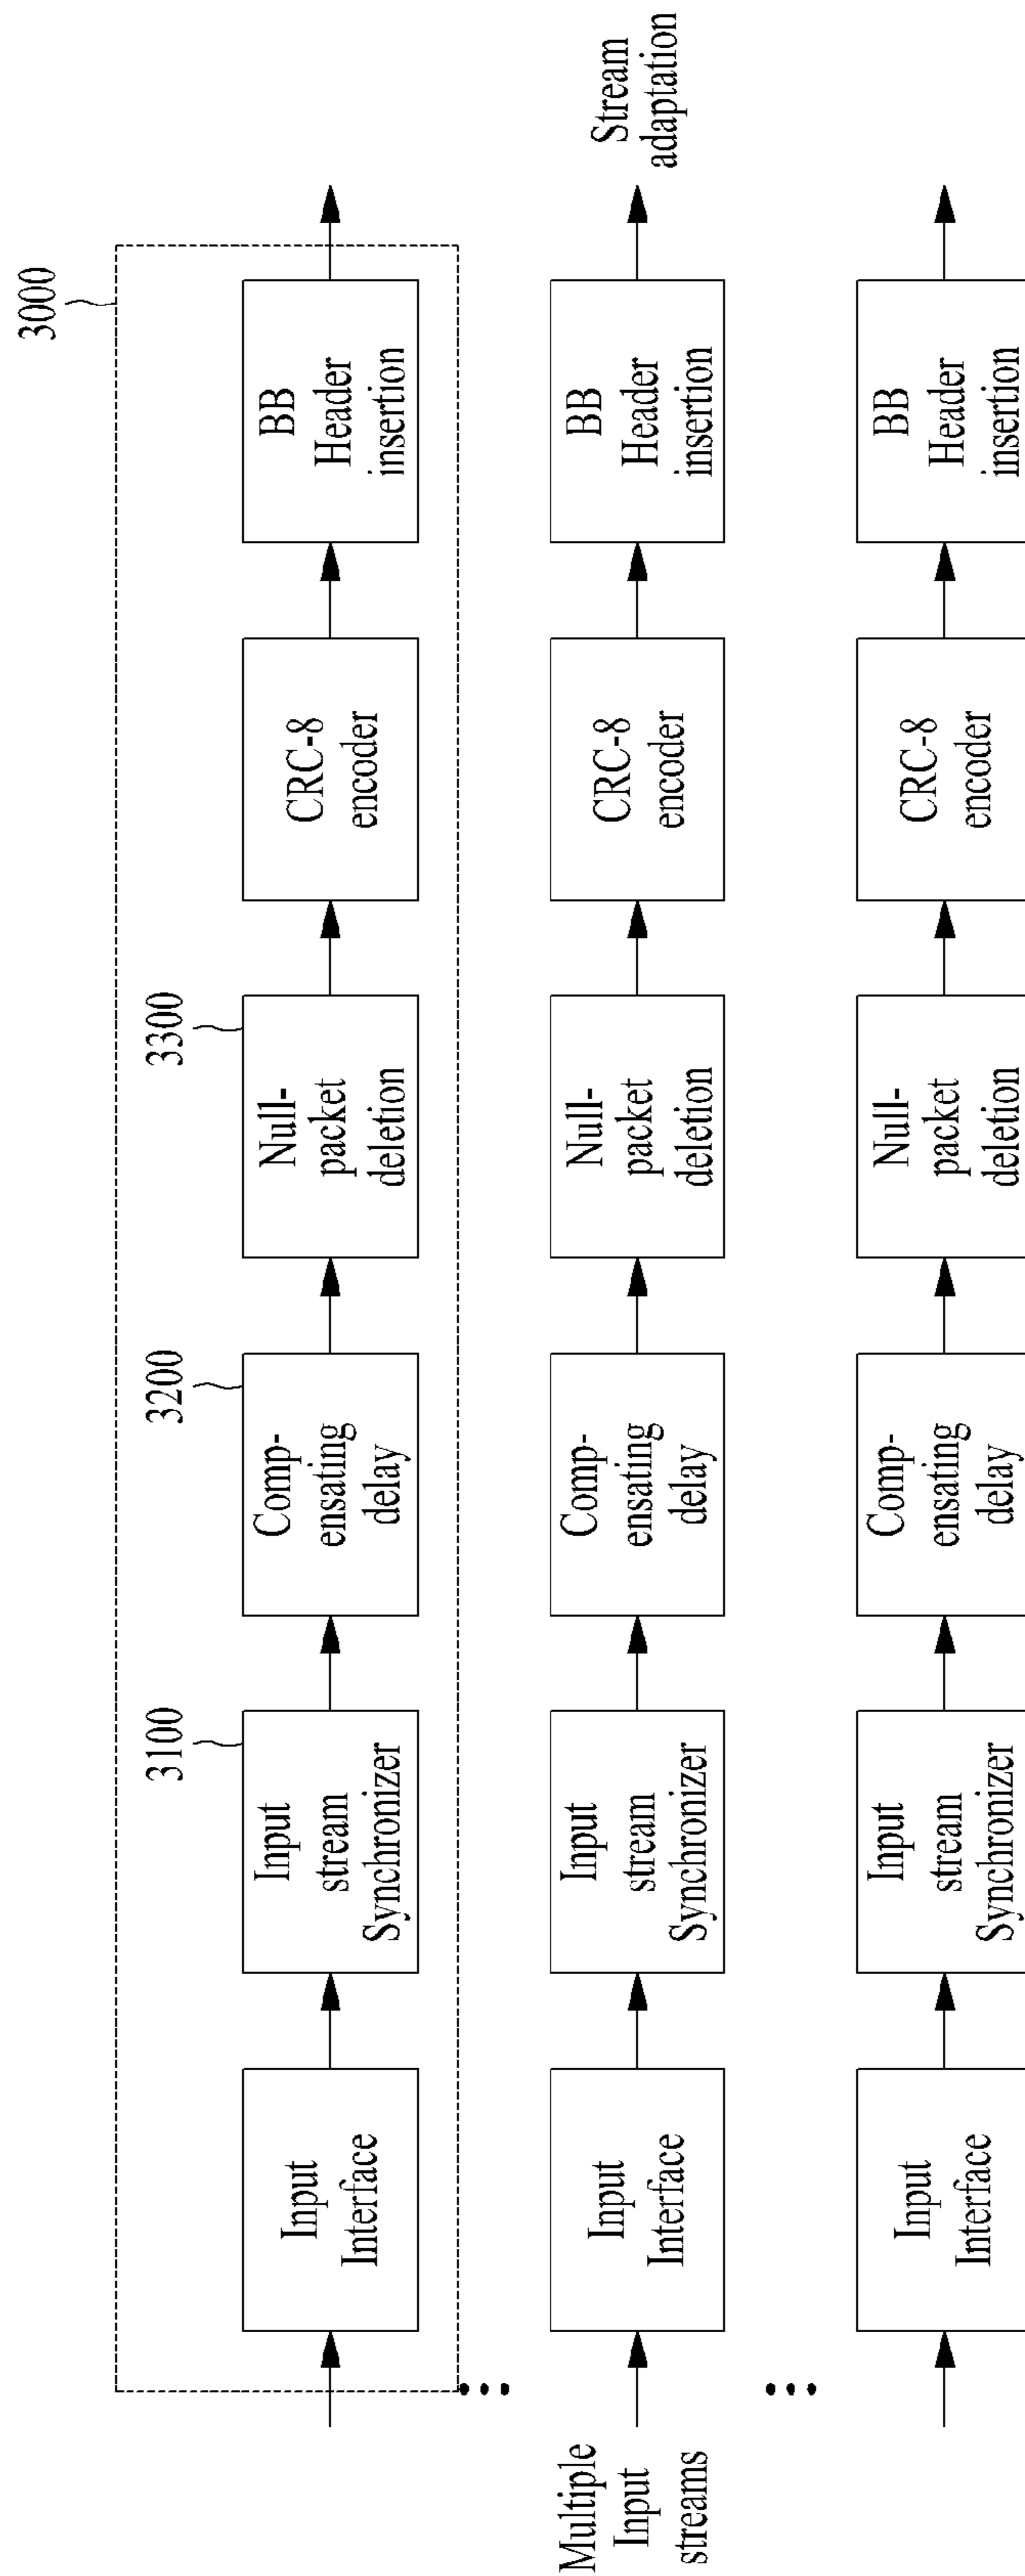 3000
3100
3200
3300
Input
Interface
Input
stream
Synchronizer
Comp-
ensating
delay
Null-
packet
deletion
CRC-8
encoder
BB
Header
insertion
Multiple
Input
streams
Input
Interface
Input
stream
Synchronizer
Comp-
ensating
delay
Null-
packet
deletion
CRC-8
encoder
BB
Header
insertion
Stream
adaptation
Input
Interface
Input
stream
Synchronizer
Comp-
ensating
delay
Null-
packet
deletion
CRC-8
encoder
BB
Header
insertion